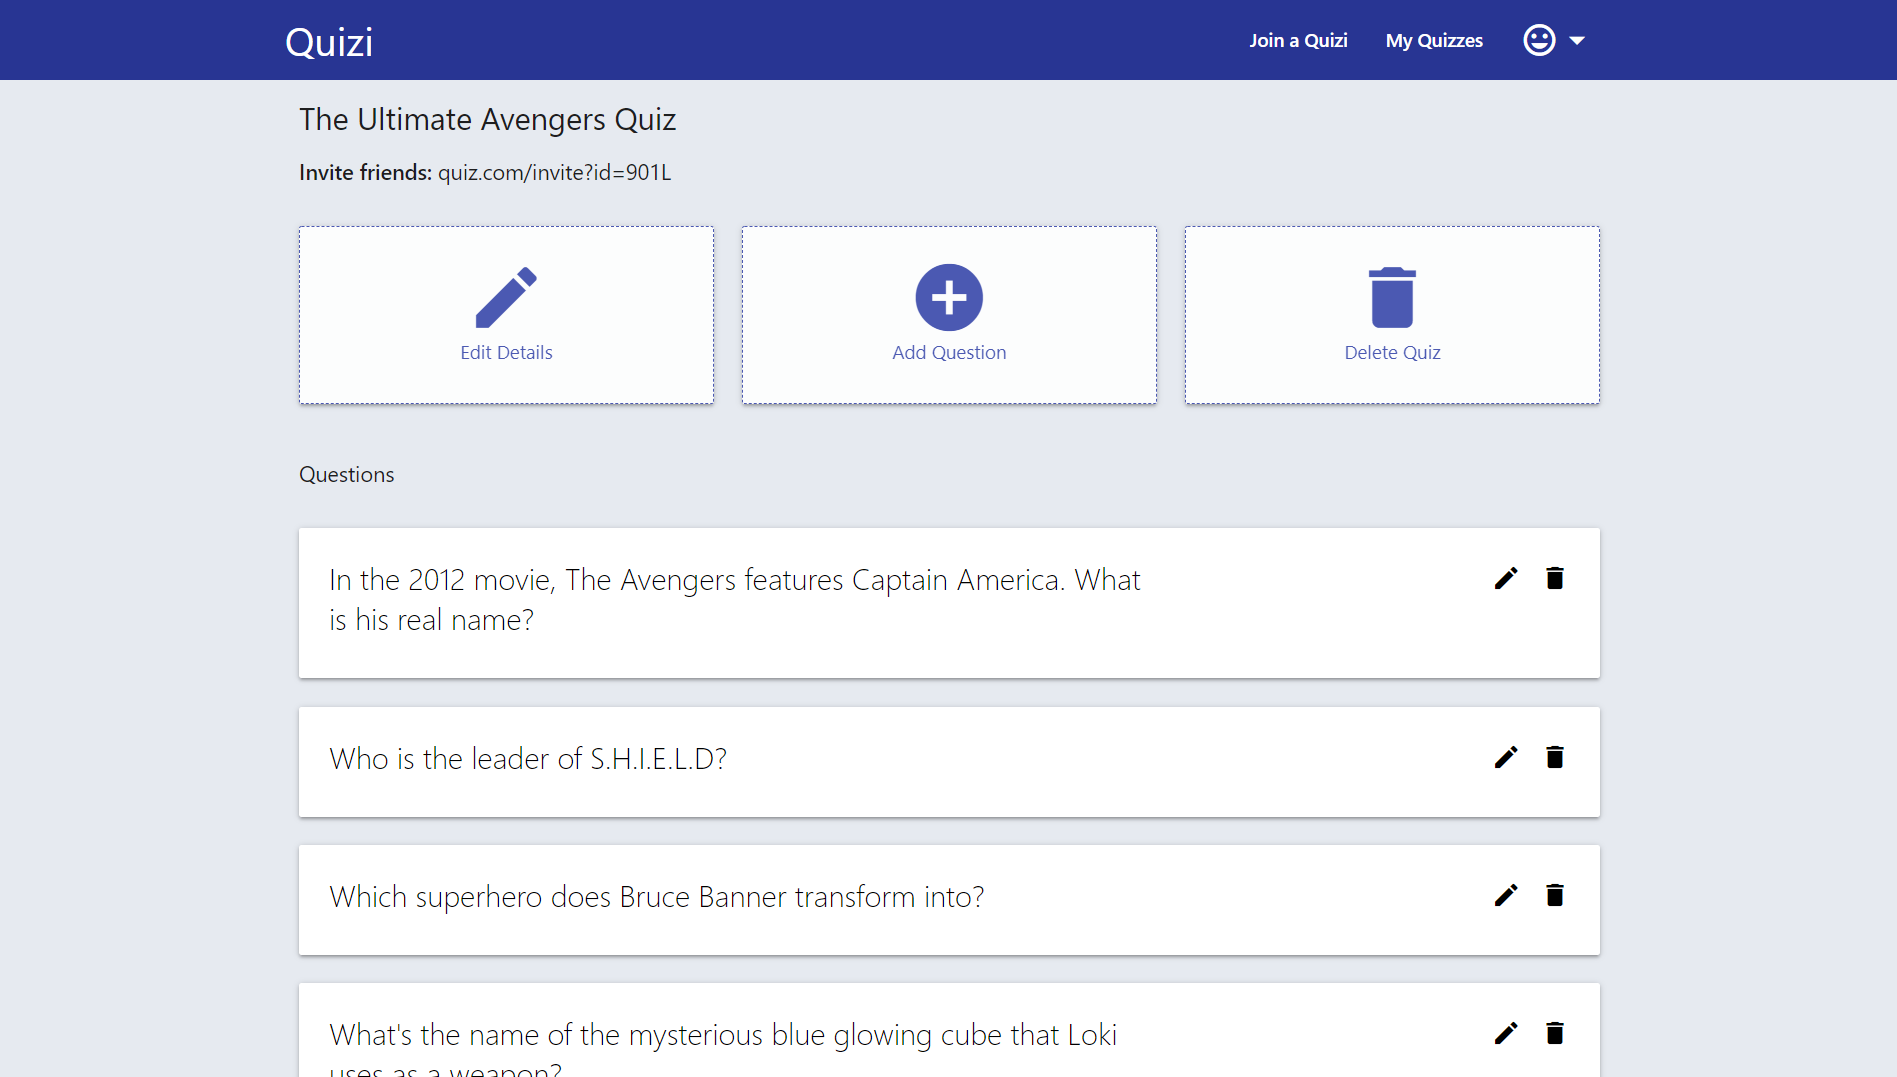 Quizi
Join a Quizi
My Quizzes
The Ultimate Avengers Quiz
Invite friends: quiz.com/invite?id=901L
Edit Details
Add Question
Delete Quiz
Questions
In the 2012 movie, The Avengers features Captain America. What
is his real name?
Who is the leader of S.H.I.E.L.D?
Which superhero does Bruce Banner transform into?
What's the name of the mysterious blue glowing cube that Loki
uses as a weapon?